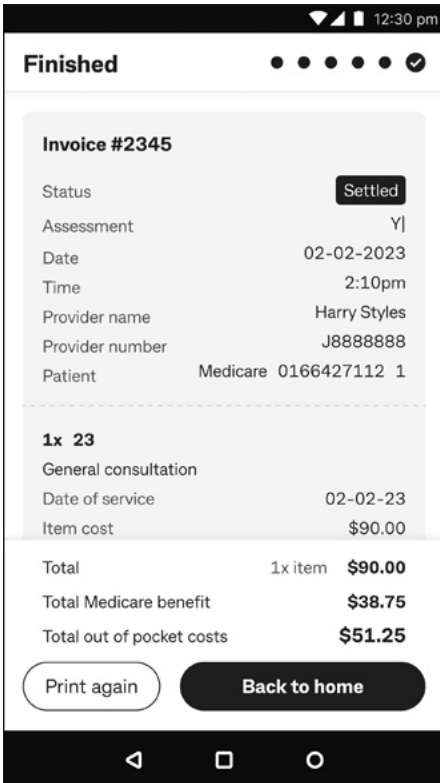 12:30 pm
Finished
Invoice #2345
Status Settled
Assessment Y|
Date 02-02-2023
Time 2:10pm
Provider name Harry Styles
Provider number J8888888
Patient Medicare 0166427112 1
1x 23
General consultation
Date of service 02-02-23
Item cost $90.00
Total 1x item $90.00
Total Medicare benefit $38.75
Total out of pocket costs $51.25
Print again Back to home